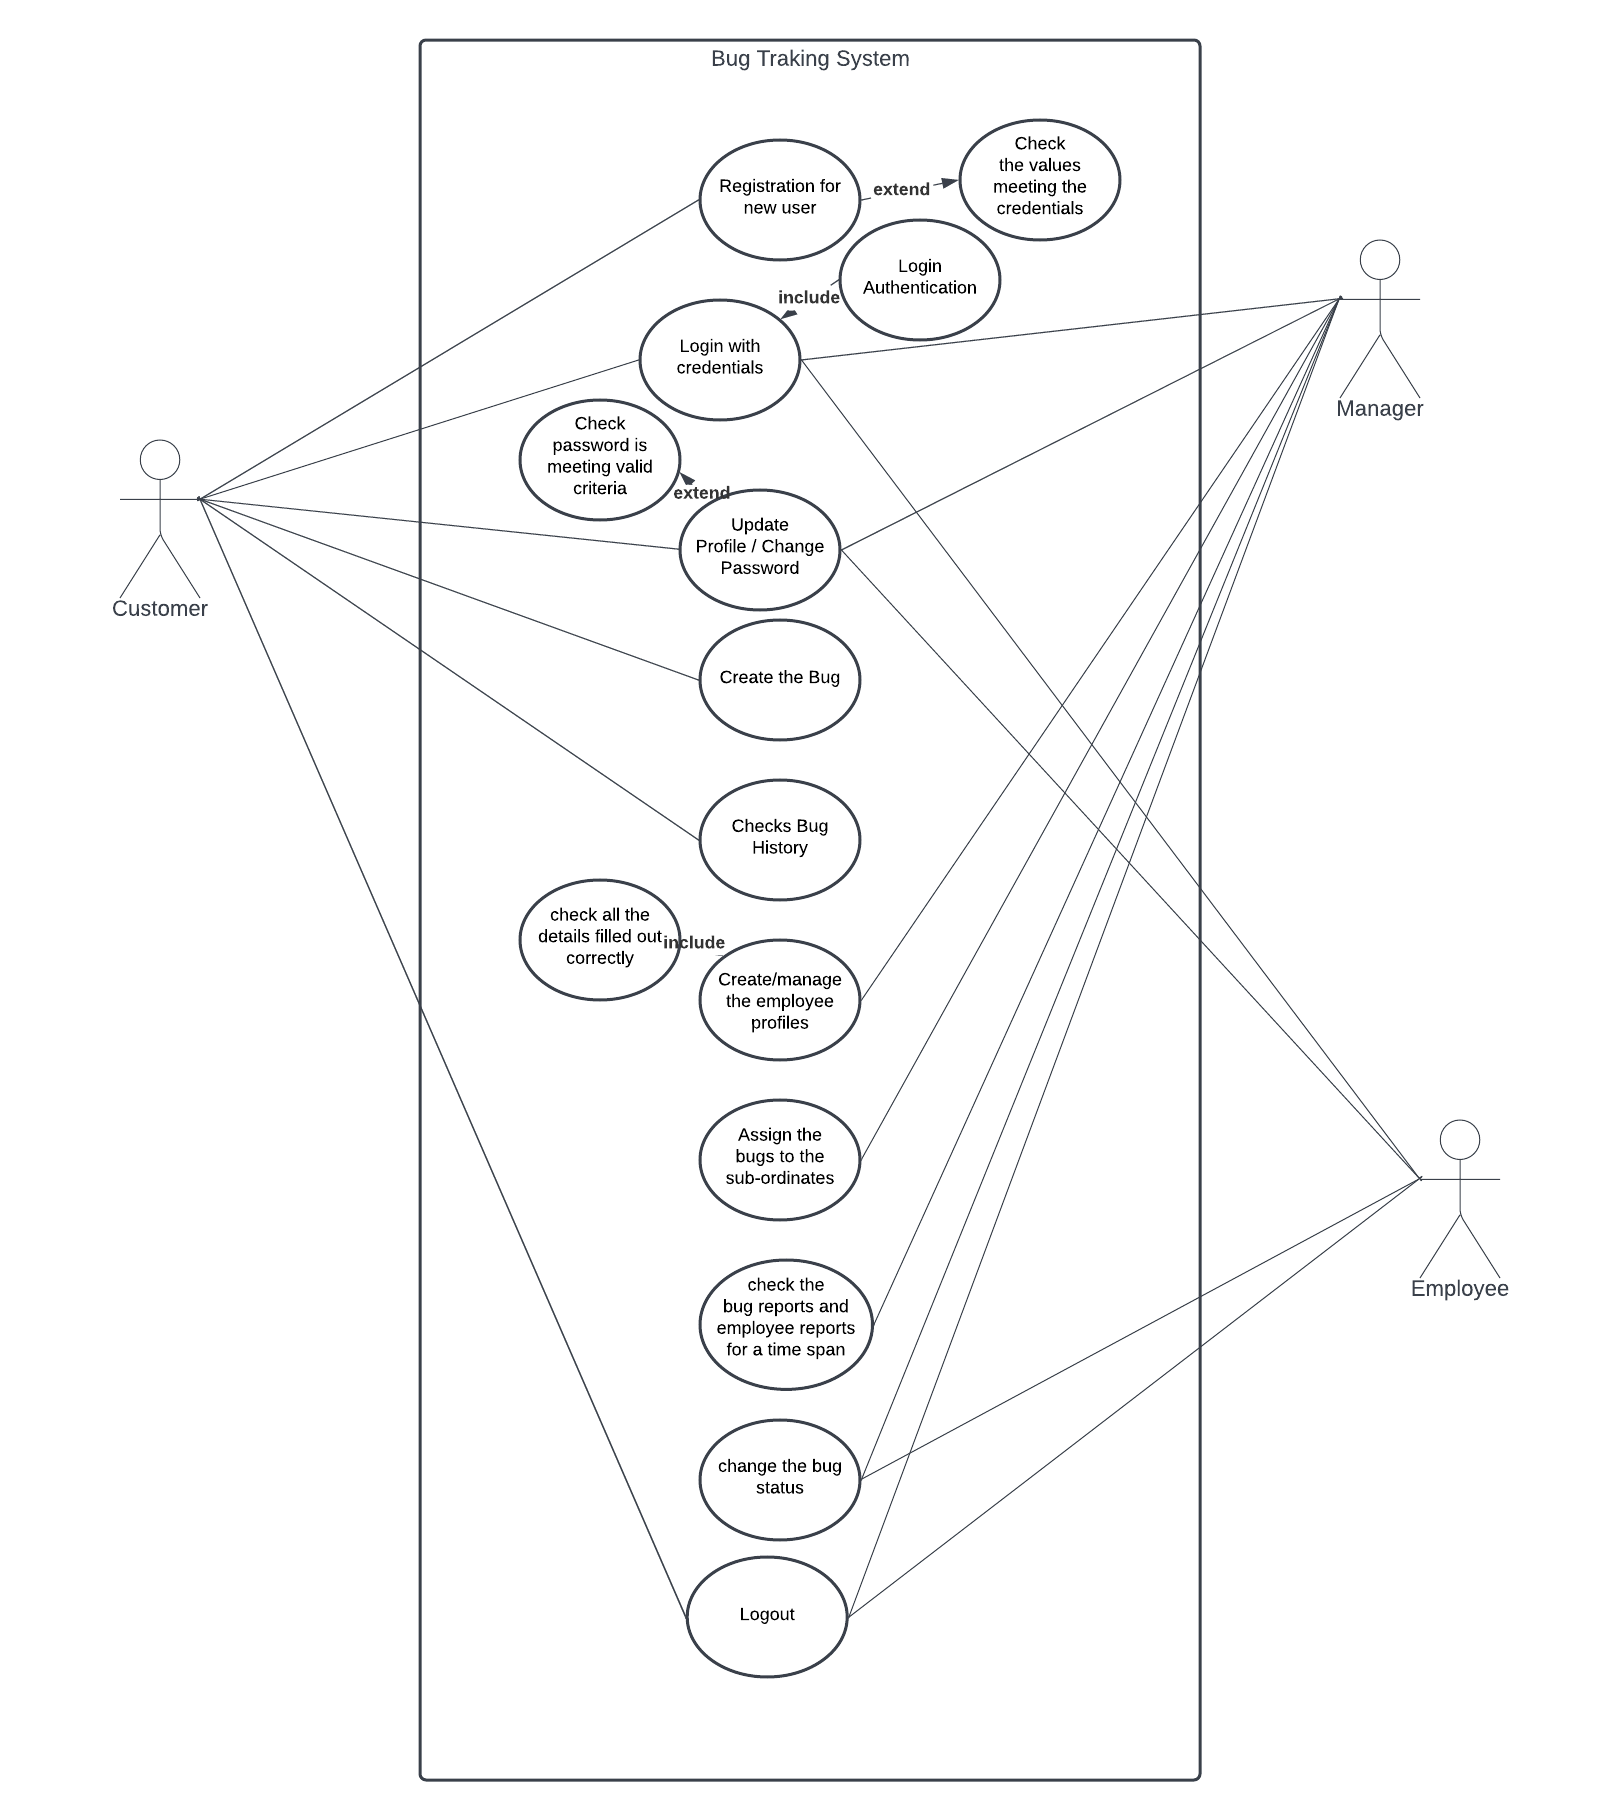 Bug Traking System
Check
the values
meeting the
credentials
Registration for
new user
extend
Login
Authentication
include
Login with
credentials
Manager
Check
password is
meeting valid
criteria
extend
Update
Profile / Change
Password
Customer
Create the Bug
Checks Bug
History
check all the
details filled out
correctly
include
Create/manage
the employee
profiles
Assign the
bugs to the
sub-ordinates
Employee
check the
bug reports and
employee reports
for a time span
change the bug
status
Logout